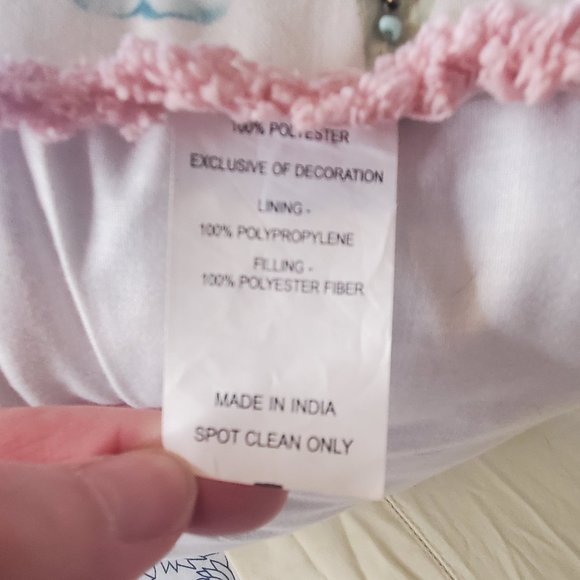 100% POLYESTER
EXCLUSIVE OF DECORATION
LINING -
100% POLYPROPYLENE
FILLING -
100% POLYESTER FIBER
MADE IN INDIA
SPOT CLEAN ONLY